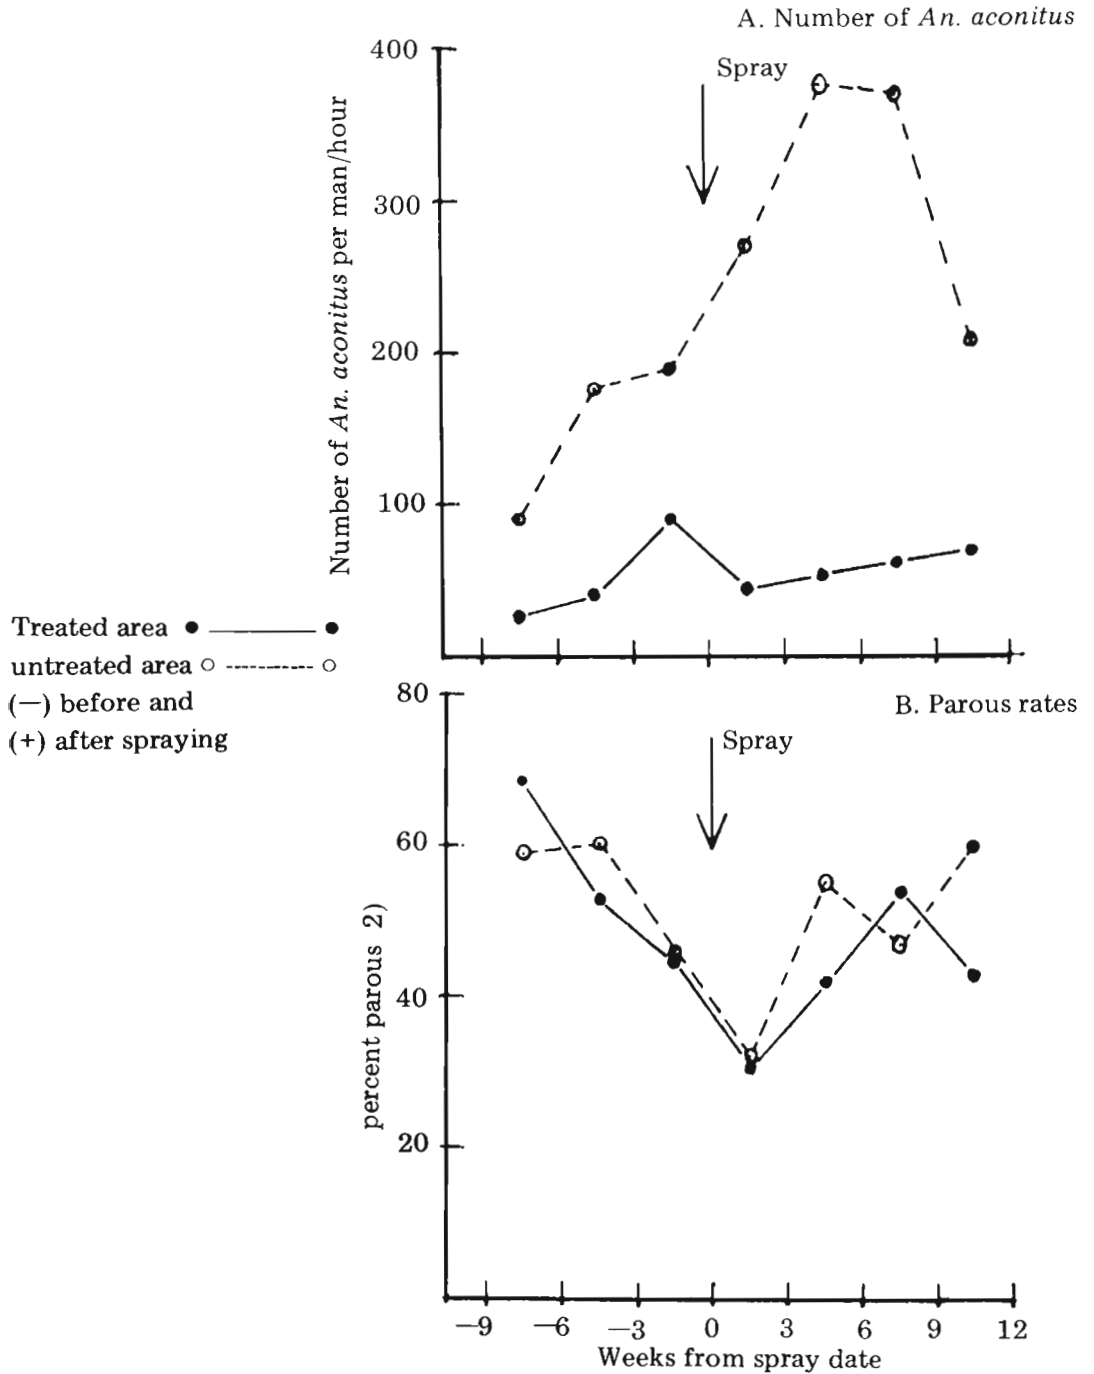 A. Number of An. aconitus
400
Spray
300
200
100
Number of An. aconitus per man/hour
Treated area
untreated area
(—) before and
(+) after spraying
80
B. Parous rates
Spray
60
40
20
percent parous 2)
—9 —6 —3 0 3 6 9 12
Weeks from spray date